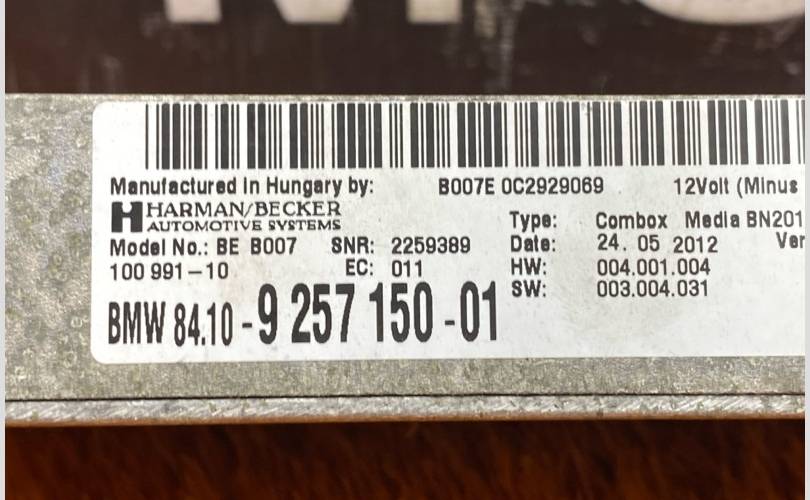 Manufactured In Hungary by: B007E 0C2929069 12Volt (Minus
HARMAN/BECKER
AUTOMOTIVE SYSTEMS
Type: Combox Media BN201
Model No.: BE B007 SNR: 2259389 Date: 24. 05 2012 Ver
100 991-10 EC: 011 HW: 004.001.004
SW: 003.004.031
BMW 84.10 -9 257 150 -01